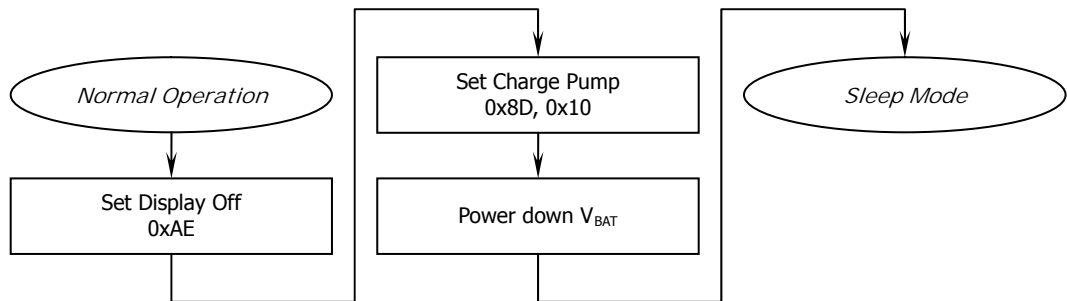 Normal Operation
Set Display Off
0xAE
Set Charge Pump
0x8D, 0x10
Power down VBAT
Sleep Mode